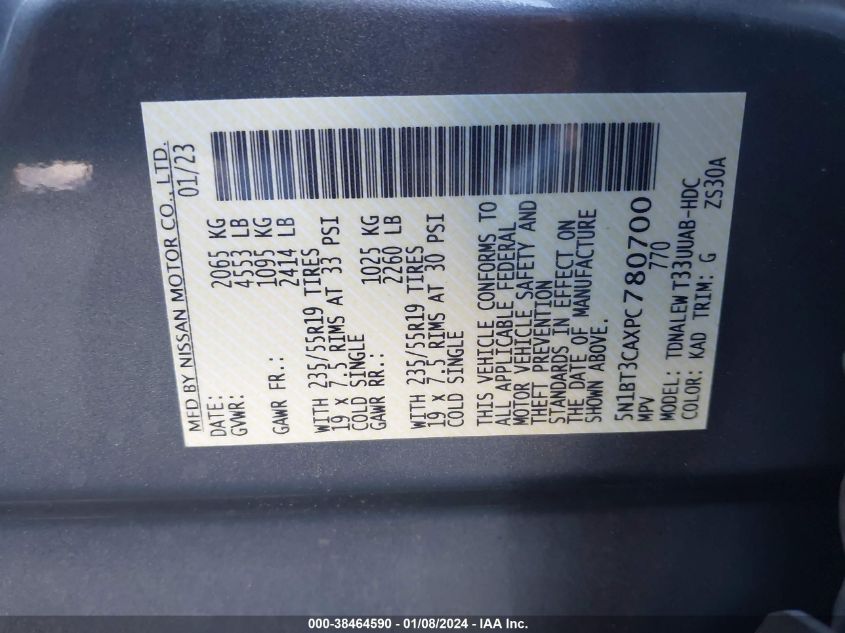 MFD BY NISSAN MOTOR CO., LTD.
DATE: 01/23
GVWR: 2065 KG
4553 LB
GAWR FR.: 1095 KG
2414 LB
WITH 235/55R19 TIRES
19 x 7.5 RIMS AT 33 PSI
COLD SINGLE
GAWR RR.: 1025 KG
2260 LB
WITH 235/55R19 TIRES
19 x 7.5 RIMS AT 30 PSI
COLD SINGLE
THIS VEHICLE CONFORMS TO
ALL APPLICABLE FEDERAL
MOTOR VEHICLE SAFETY AND
THEFT PREVENTION
STANDARDS IN EFFECT ON
THE DATE OF MANUFACTURE
SHOWN ABOVE.
5N1BT3CAXPC780700
MPV 770
MODEL: TDNALEWT33UUAB-HDC
COLOR: KAD TRIM: G ZS30A
000-38464590 - 01/08/2024 - IAA Inc.